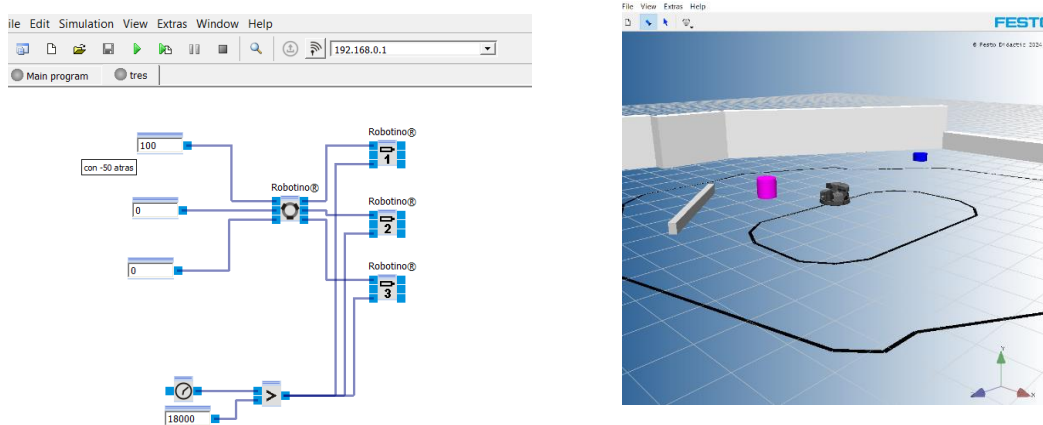 ile Edit Simulation View Extras Window Help
192.168.0.1
Main program tres
100
con -50 atras
0
0
Robotino®
Robotino®
1
Robotino®
2
Robotino®
3
>
18000
File View Extras Help
FESTO
© Festo Didactic 2024
Y
X